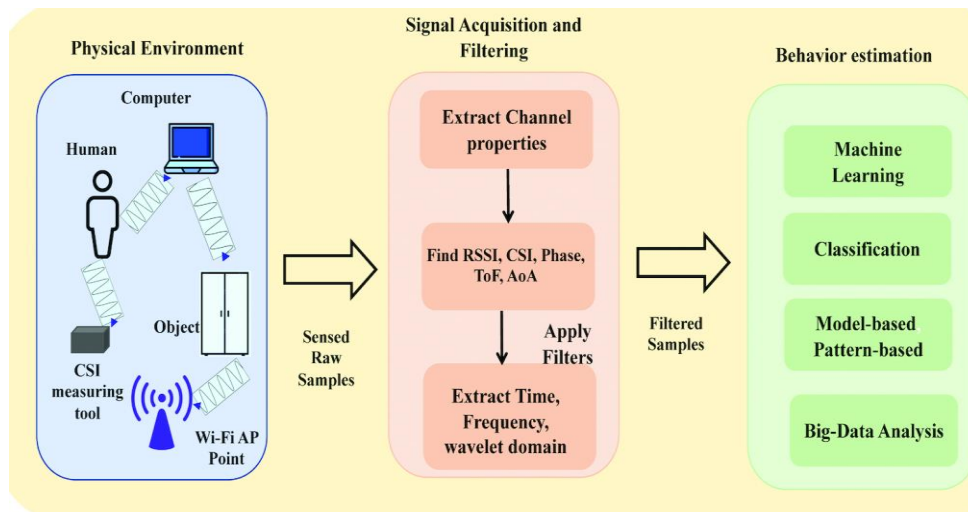 Physical Environment
Computer
Human
Object
CSI
measuring
tool
Wi-Fi AP
Point
Sensed
Raw
Samples
Signal Acquisition and
Filtering
Extract Channel
properties
Find RSSI, CSI, Phase,
ToF, AoA
Apply
Filters
Extract Time,
Frequency,
wavelet domain
Filtered
Samples
Behavior estimation
Machine
Learning
Classification
Model-based
Pattern-based
Big-Data Analysis